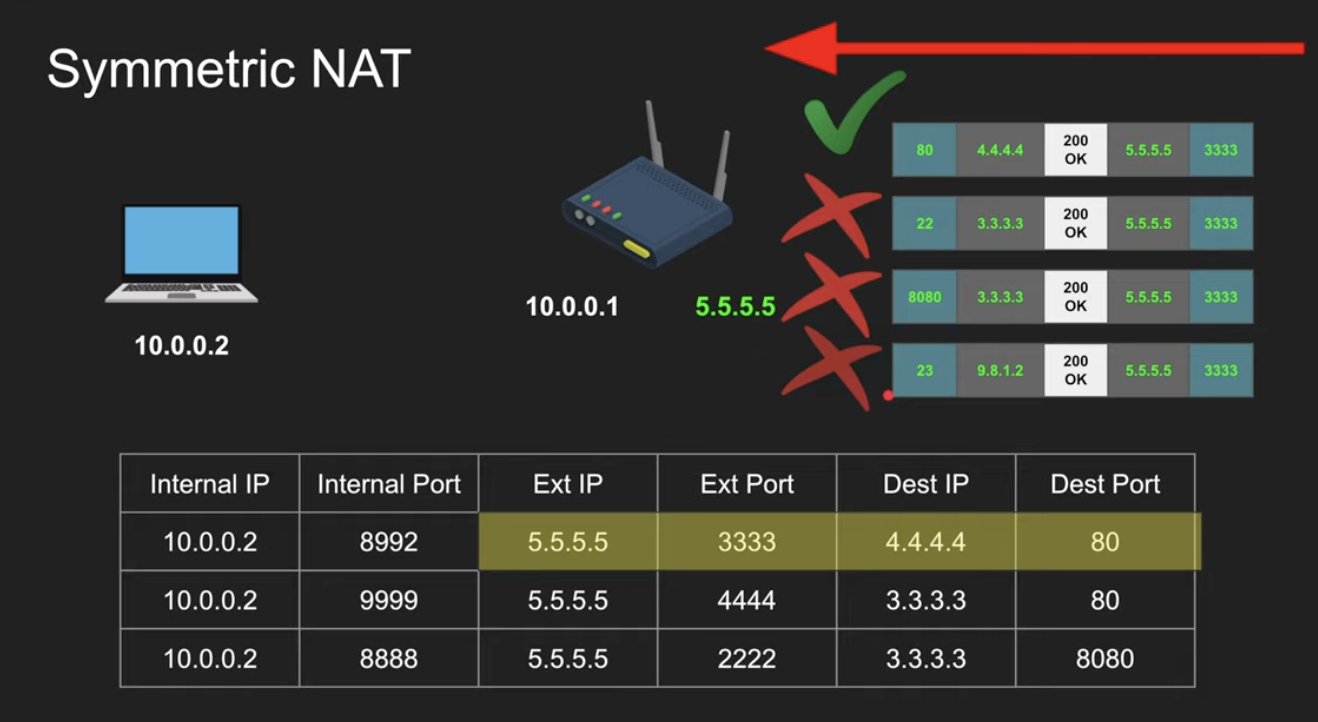 Symmetric NAT
80 4.4.4.4 200 OK 5.5.5.5 3333
22 3.3.3.3 200 OK 5.5.5.5 3333
8080 3.3.3.3 200 OK 5.5.5.5 3333
23 9.8.1.2 200 OK 5.5.5.5 3333
10.0.0.1 5.5.5.5
10.0.0.2
Internal IP Internal Port Ext IP Ext Port Dest IP Dest Port
10.0.0.2 8992 5.5.5.5 3333 4.4.4.4 80
10.0.0.2 9999 5.5.5.5 4444 3.3.3.3 80
10.0.0.2 8888 5.5.5.5 2222 3.3.3.3 8080